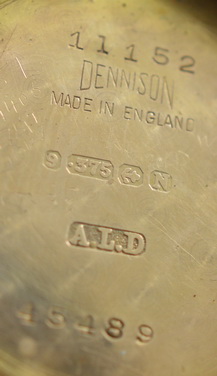 11152
DENNISON
MADE IN ENGLAND
9 .375 N
A.L.D
45489